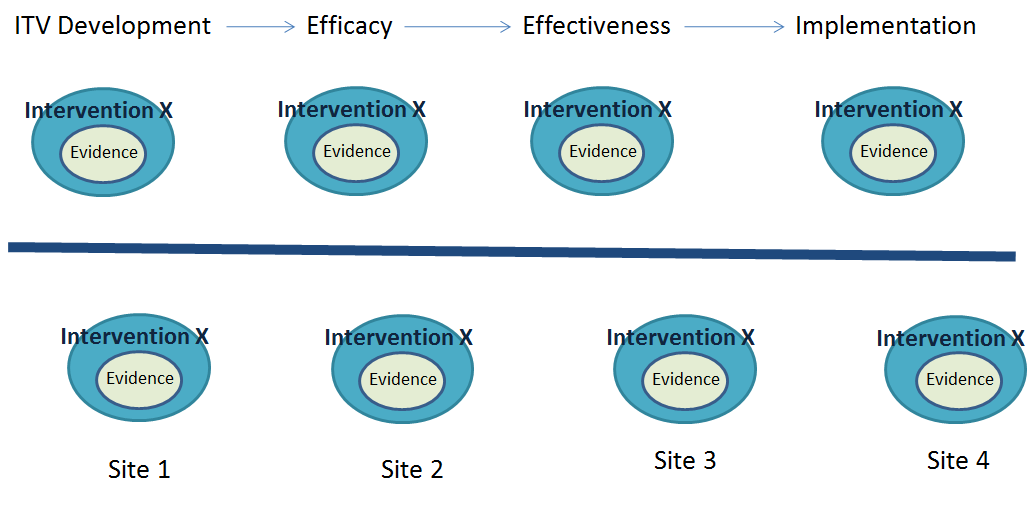 ITV Development Efficacy Effectiveness Implementation
Intervention X Intervention X Intervention X Intervention X
Evidence Evidence Evidence Evidence
Intervention X Intervention X Intervention X Intervention X
Evidence Evidence Evidence Evidence
Site 1 Site 2 Site 3 Site 4